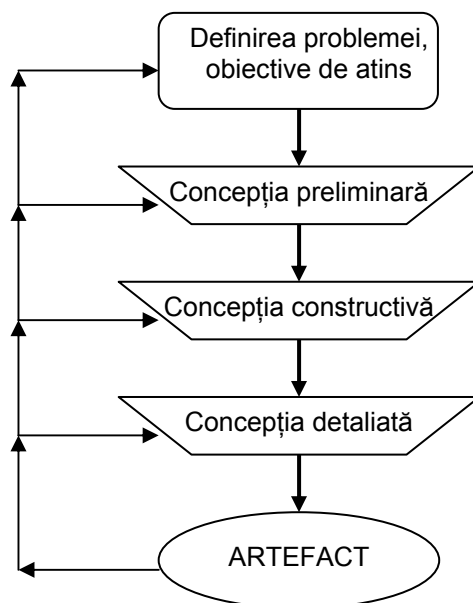 Definirea problemei,
obiective de atins
Concepția preliminară
Concepția constructivă
Concepția detaliată
ARTEFACT